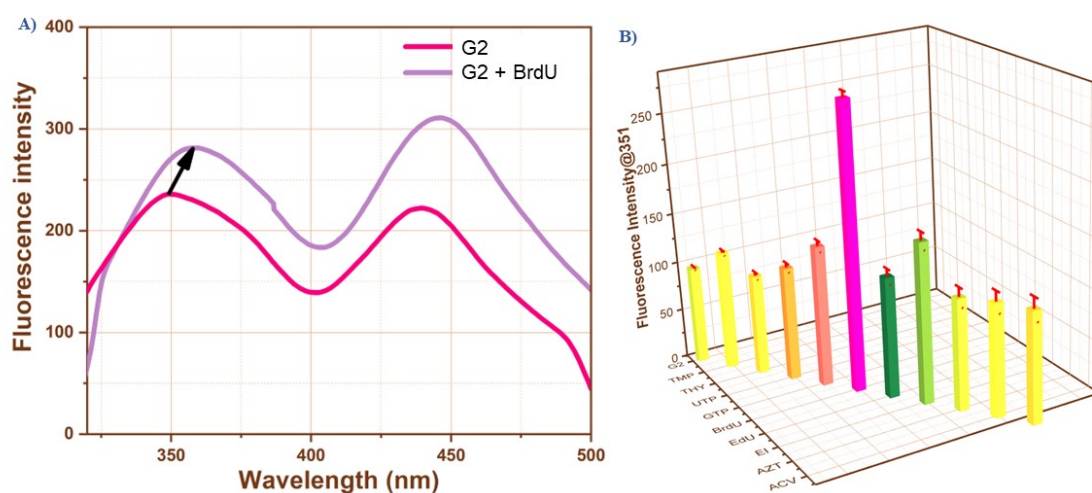 A)
Fluorescence intensity
400
300
200
100
0
350
400
450
500
Wavelength (nm)
G2
G2 + BrdU
B)
Fluorescence Intensity@351
250
200
150
100
50
0
G2
TMP
THY
UTP
GTP
BrdU
EdU
EI
AZT
ACV